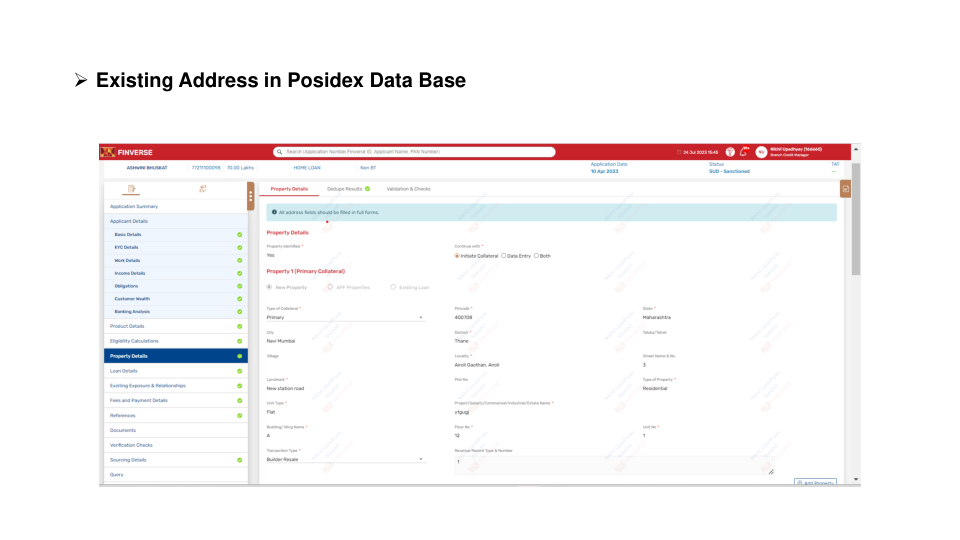 ➢ Existing Address in Posidex Data Base
FINVERSE
Search (Application Number Finverse ID, Applicant Name, PAN Number)
24 Jul 2023 15:45
NU
Nikhil Upadhyay (166665)
Branch Credit Manager
ASHWINI BHUSKAT
77211100098
10.00 Lakhs
HOME LOAN
Non BT
Application Date
10 Apr 2023
Status
SUD - Sanctioned
TAT
--
Application Summary
Applicant Details
Basic Details
KYC Details
Work Details
Income Details
Obligations
Customer Wealth
Banking Analysis
Product Details
Eligibility Calculations
Property Details
Loan Details
Existing Exposure & Relationships
Fees and Payment Details
References
Documents
Verification Checks
Sourcing Details
Query
Property Details
Dedupe Results
Validation & Checks
All address fields should be filled in full forms.
Property Details
Property Identified *
Yes
Continue with *
Initiate Collateral
Data Entry
Both
Property 1 (Primary Collateral)
New Property
APF Properties
Existing Loan
Type of Collateral *
Primary
Pincode *
400708
State *
Maharashtra
City
Navi Mumbai
District *
Thane
Taluka/Tehsil
Village
Locality *
Airoli Gaothan, Airoli
Street Name & No.
3
Landmark *
New station road
Plot No
Type of Property *
Residential
Unit Type *
Flat
Project/Society/Commercial/Industrial/Estate Name *
Building/ Wing Name *
A
Floor No *
12
Unit No *
1
Transaction Type *
Builder Resale
Revenue Record Type & Number
1
Add Property